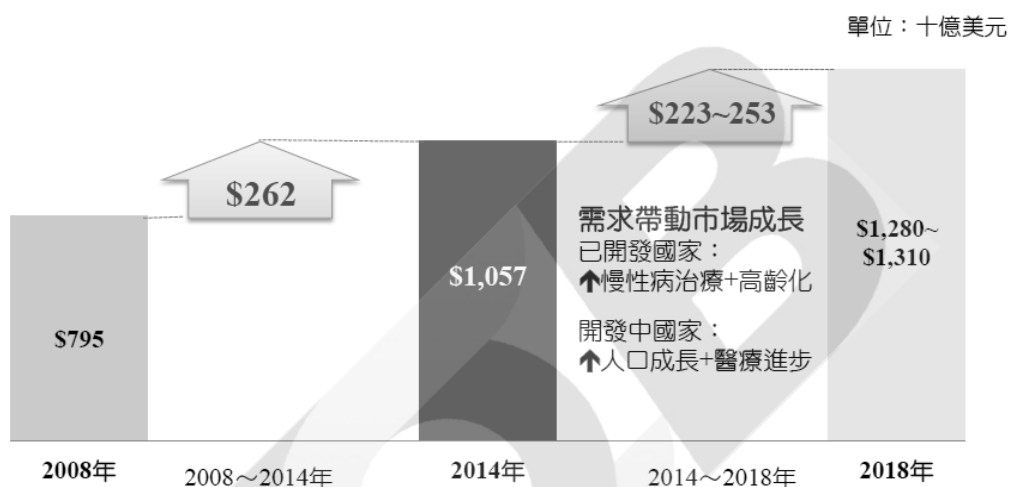 單位：十億美元
$223~253
$262
需求帶動市場成長
已開發國家：
↑慢性病治療+高齡化
開發中國家：
↑人口成長+醫療進步
$1,280~
$1,310
$1,057
$795
2008年
2008～2014年
2014年
2014～2018年
2018年